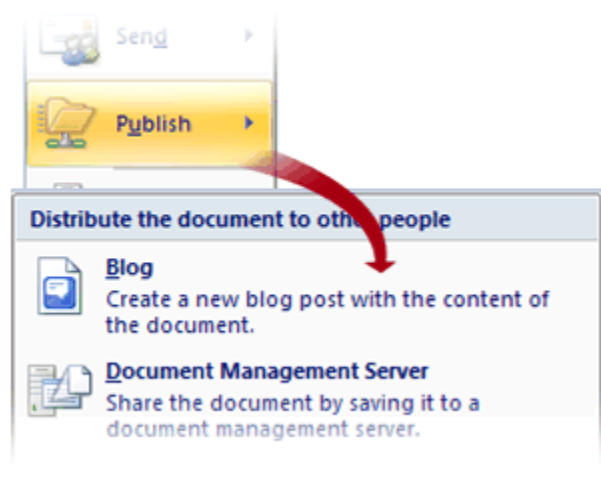 Send
Publish
Distribute the document to other people
Blog
Create a new blog post with the content of
the document.
Document Management Server
Share the document by saving it to a
document management server.